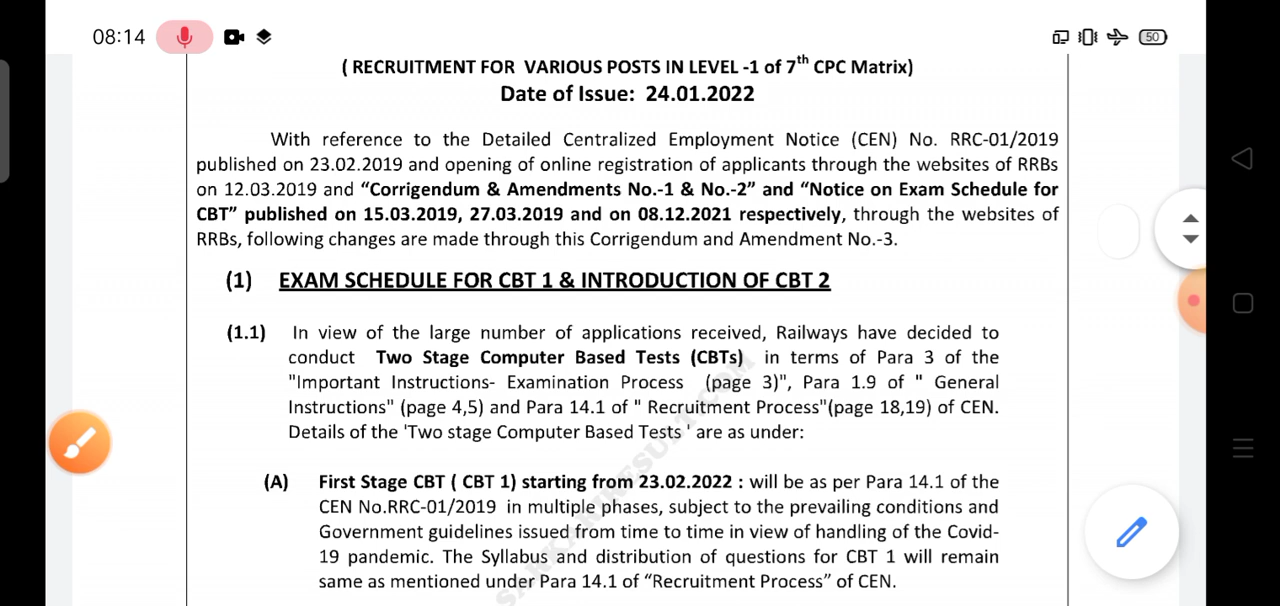 08:14
50
( RECRUITMENT FOR VARIOUS POSTS IN LEVEL -1 of 7th CPC Matrix)
Date of Issue: 24.01.2022
With reference to the Detailed Centralized Employment Notice (CEN) No. RRC-01/2019
published on 23.02.2019 and opening of online registration of applicants through the websites of RRBs
on 12.03.2019 and “Corrigendum & Amendments No.-1 & No.-2” and “Notice on Exam Schedule for
CBT” published on 15.03.2019, 27.03.2019 and on 08.12.2021 respectively, through the websites of
RRBs, following changes are made through this Corrigendum and Amendment No.-3.
(1) EXAM SCHEDULE FOR CBT 1 & INTRODUCTION OF CBT 2
(1.1) In view of the large number of applications received, Railways have decided to
conduct Two Stage Computer Based Tests (CBTs) in terms of Para 3 of the
"Important Instructions- Examination Process (page 3)", Para 1.9 of " General
Instructions" (page 4,5) and Para 14.1 of " Recruitment Process"(page 18,19) of CEN.
Details of the 'Two stage Computer Based Tests ' are as under:
(A) First Stage CBT ( CBT 1) starting from 23.02.2022 : will be as per Para 14.1 of the
CEN No.RRC-01/2019 in multiple phases, subject to the prevailing conditions and
Government guidelines issued from time to time in view of handling of the Covid-
19 pandemic. The Syllabus and distribution of questions for CBT 1 will remain
same as mentioned under Para 14.1 of “Recruitment Process” of CEN.